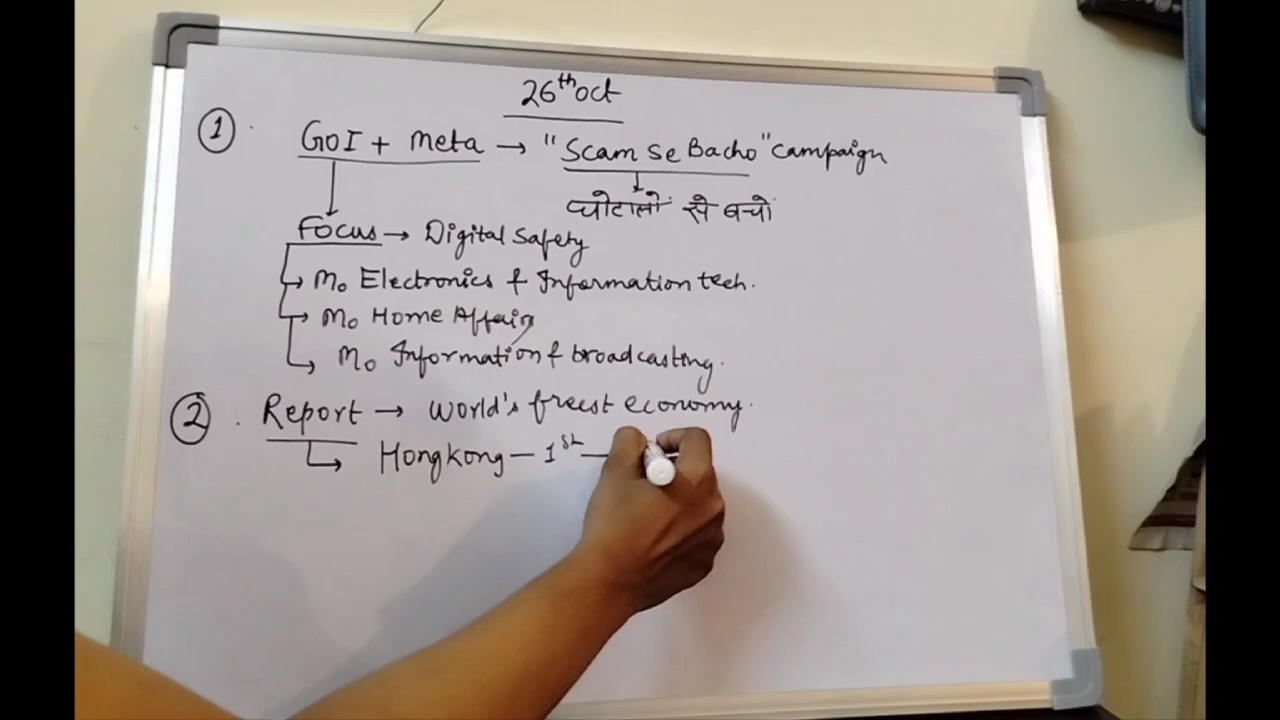 26th oct
1. GoI + Meta → "Scam Se Bacho" campaign
घोटालो से बचो
Focus → Digital Safety
Mo Electronics & Information tech.
Mo Home Affairs
Mo Information & broadcasting.
2. Report → World's freest economy.
Hongkong - 1st -